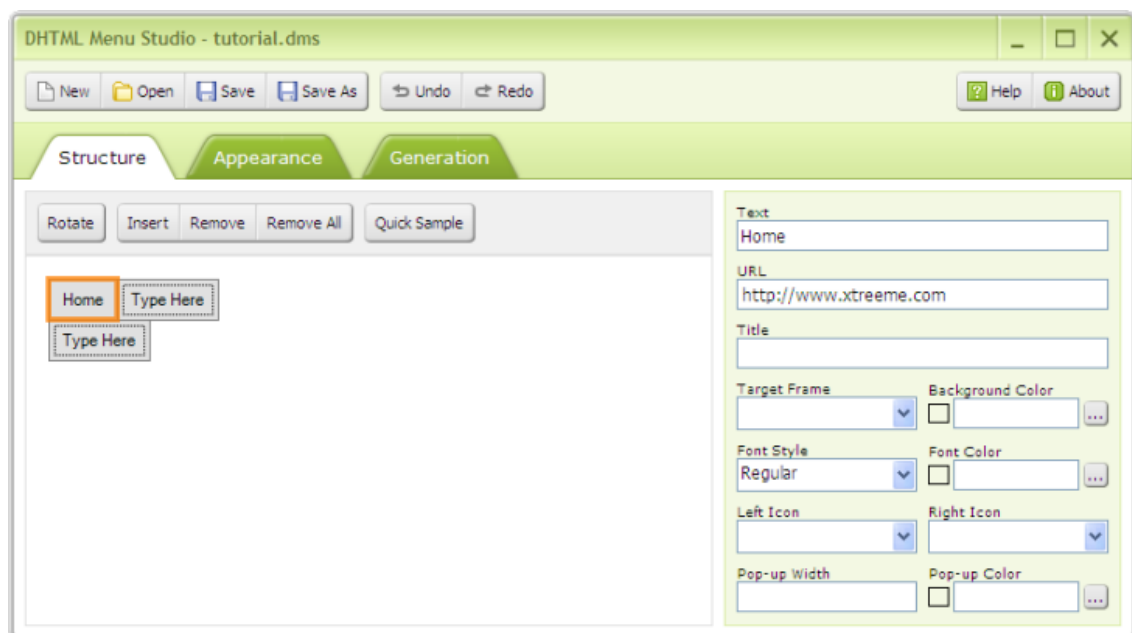 DHTML Menu Studio - tutorial.dms
New Open Save Save As Undo Redo Help About
Structure Appearance Generation
Rotate Insert Remove Remove All Quick Sample
Home Type Here
Type Here
Text
Home
URL
http://www.xtreeme.com
Title
Target Frame Background Color
...
Font Style Font Color
Regular ...
Left Icon Right Icon
Pop-up Width Pop-up Color
...